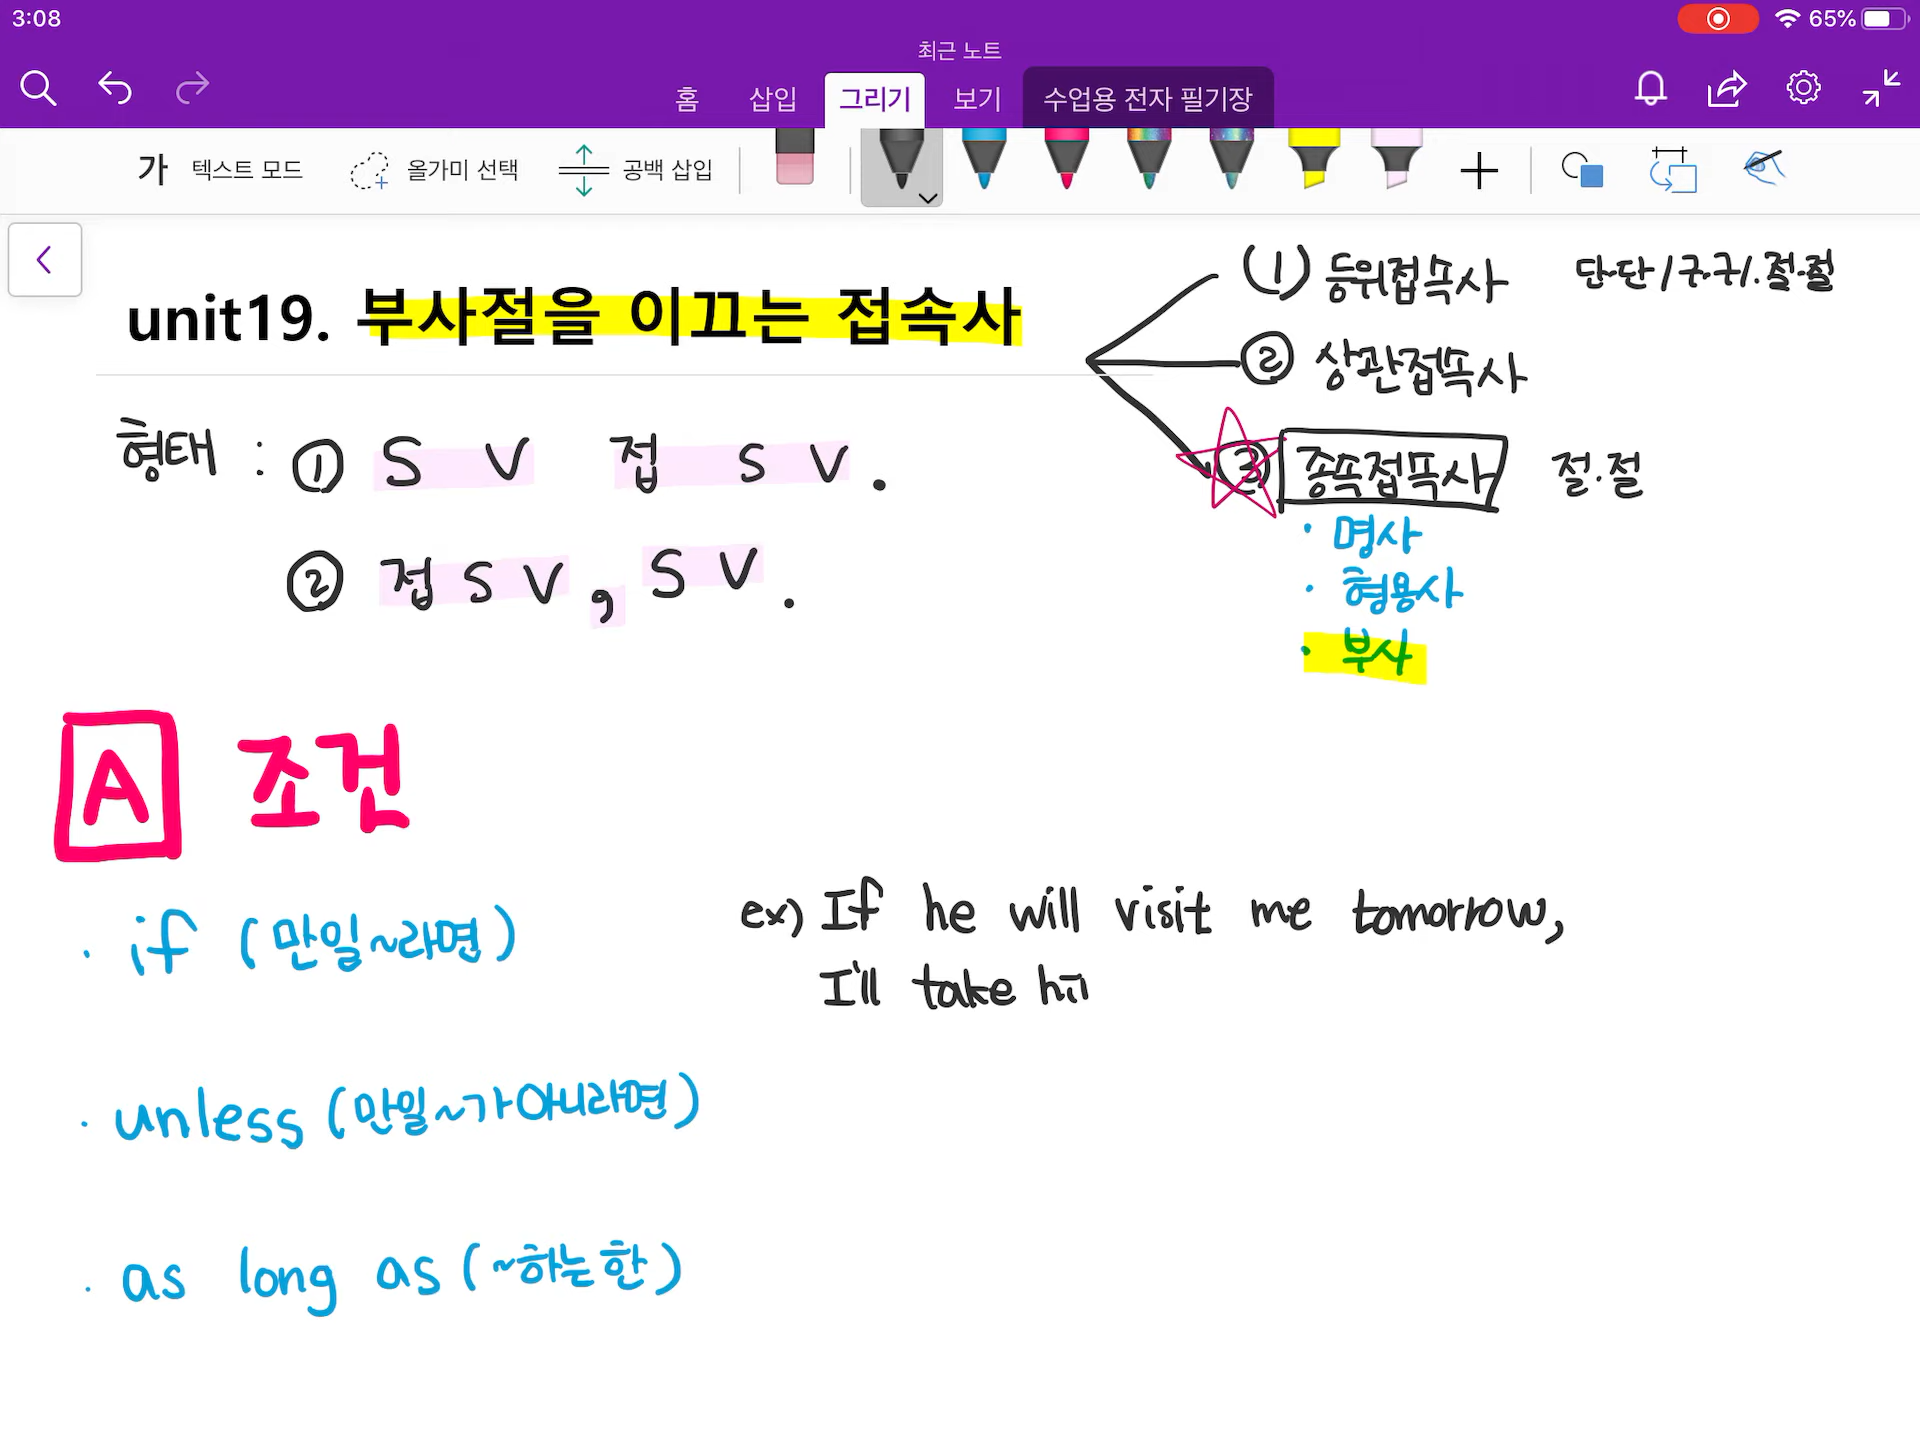 3:08
65%
최근 노트
홈 삽입 그리기 보기 수업용 전자 필기장
가 텍스트 모드 올가미 선택 공백 삽입
unit19. 부사절을 이끄는 접속사
① 등위접속사 단·단/구·구/·절·절
② 상관접속사
③ 종속접속사 절·절
· 명사
· 형용사
· 부사
형태 : ① S V 접 S V .
② 접 S V , S V .
A 조건
· if (만일~라면)
ex) If he will visit me tomorrow,
I'll take
· unless (만일~가 아니라면)
· as long as (~하는 한)